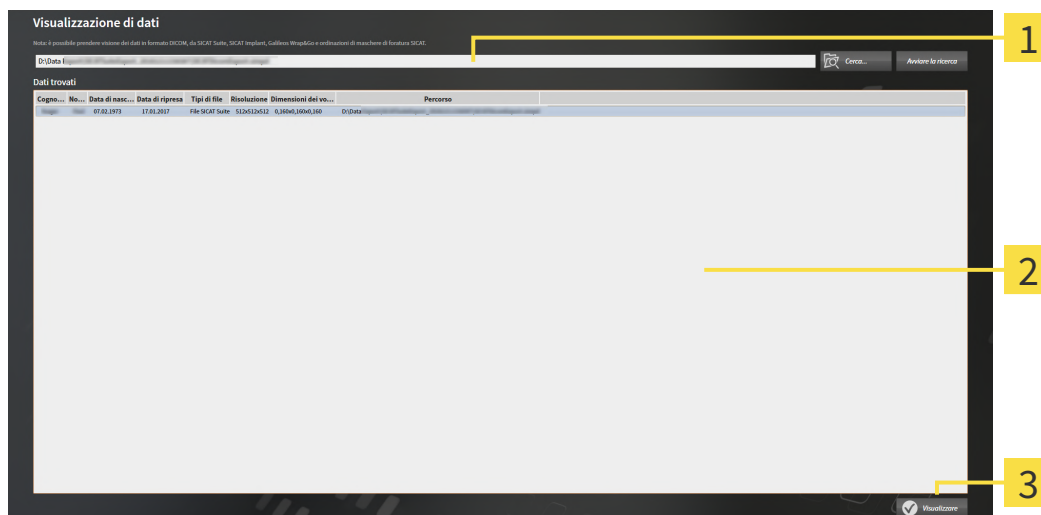 Visualizzazione di dati
Nota: è possibile prendere visione dei dati in formato DICOM, da SICAT Suite, SICAT Implant, Galileos Wrap&Go e ordinazioni di maschere di foratura SICAT.
1
D:\Data
Cerca...
Avviare la ricerca
Dati trovati
Cogno... No... Data di nasc... Data di ripresa Tipi di file Risoluzione Dimensioni dei vo... Percorso
07.02.1973 17.01.2017 File SICAT Suite 512x512x512 0,160x0,160x0,160 D:\Data
2
3
Visualizzare